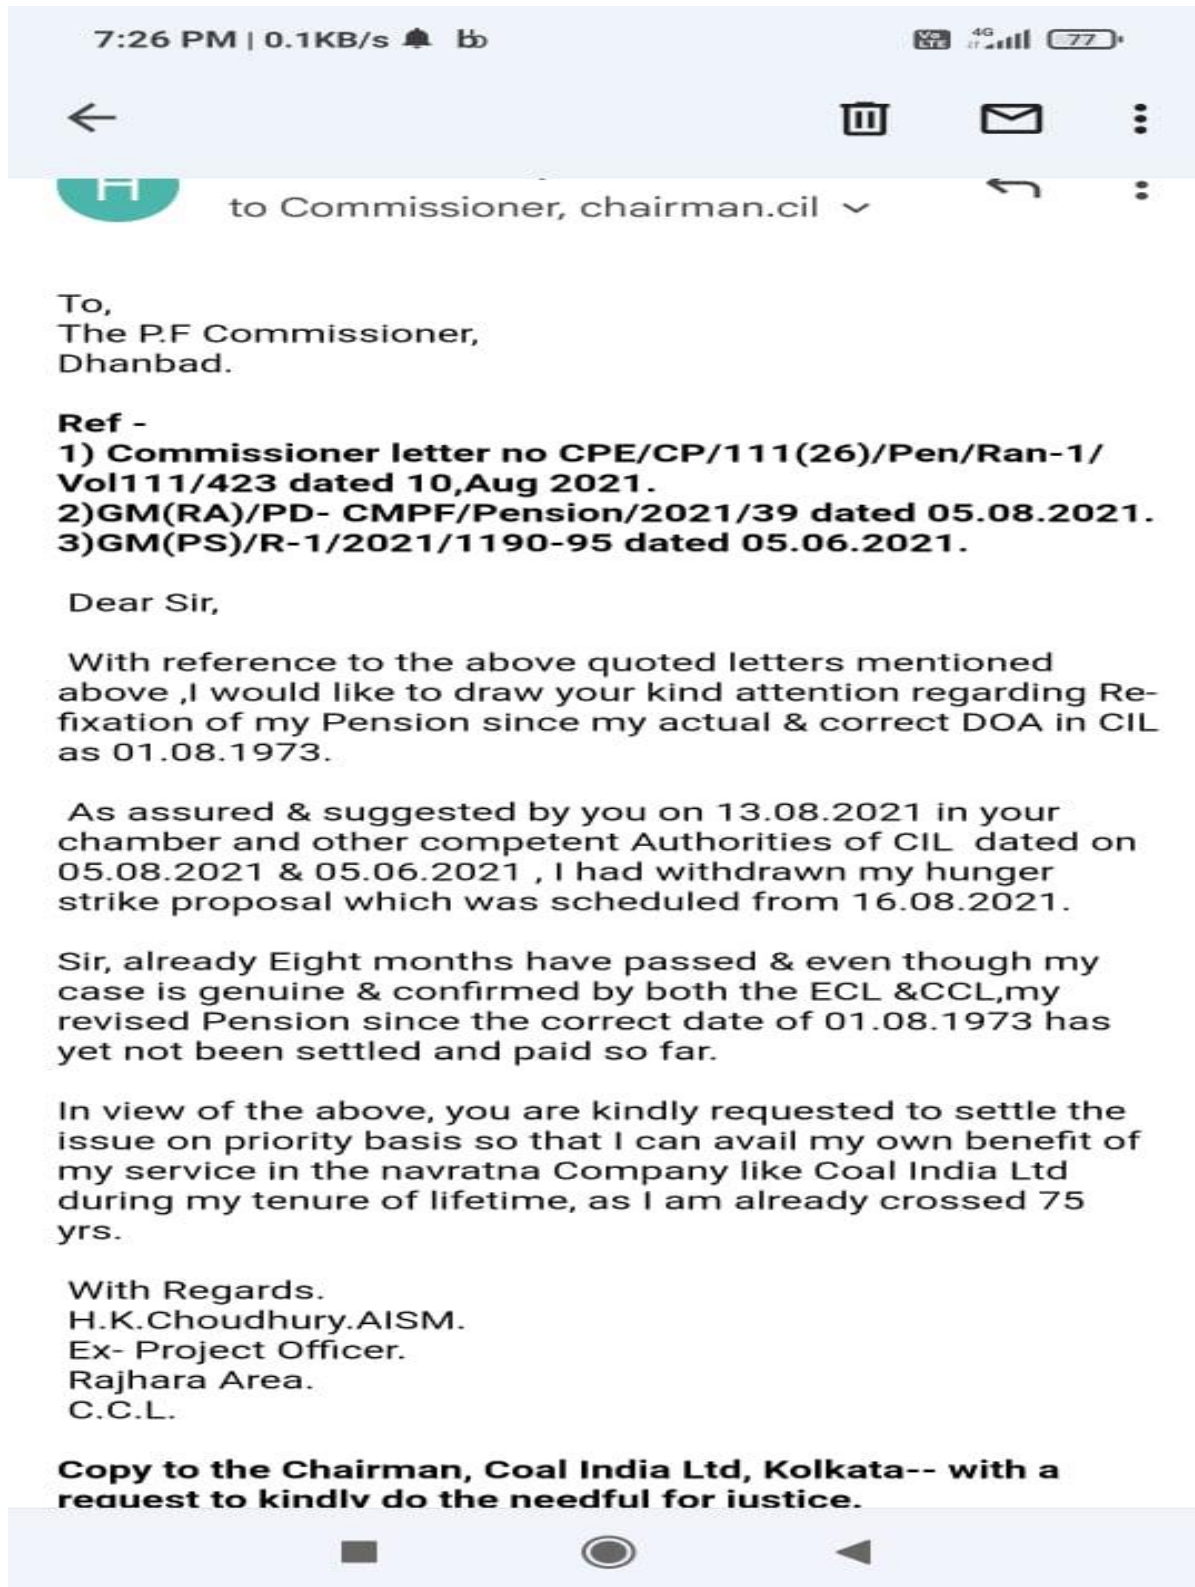 7:26 PM | 0.1KB/s
Vo LTE 4G 77
H
to Commissioner, chairman.cil
To,
The P.F Commissioner,
Dhanbad.
Ref -
1) Commissioner letter no CPE/CP/111(26)/Pen/Ran-1/
Vol111/423 dated 10,Aug 2021.
2)GM(RA)/PD- CMPF/Pension/2021/39 dated 05.08.2021.
3)GM(PS)/R-1/2021/1190-95 dated 05.06.2021.
Dear Sir,
With reference to the above quoted letters mentioned
above ,I would like to draw your kind attention regarding Re-
fixation of my Pension since my actual & correct DOA in CIL
as 01.08.1973.
As assured & suggested by you on 13.08.2021 in your
chamber and other competent Authorities of CIL  dated on
05.08.2021 & 05.06.2021 , I had withdrawn my hunger
strike proposal which was scheduled from 16.08.2021.
Sir, already Eight months have passed & even though my
case is genuine & confirmed by both the ECL &CCL,my
revised Pension since the correct date of 01.08.1973 has
yet not been settled and paid so far.
In view of the above, you are kindly requested to settle the
issue on priority basis so that I can avail my own benefit of
my service in the navratna Company like Coal India Ltd
during my tenure of lifetime, as I am already crossed 75
yrs.
With Regards.
H.K.Choudhury.AISM.
Ex- Project Officer.
Rajhara Area.
C.C.L.
Copy to the Chairman, Coal India Ltd, Kolkata-- with a
request to kindly do the needful for justice.